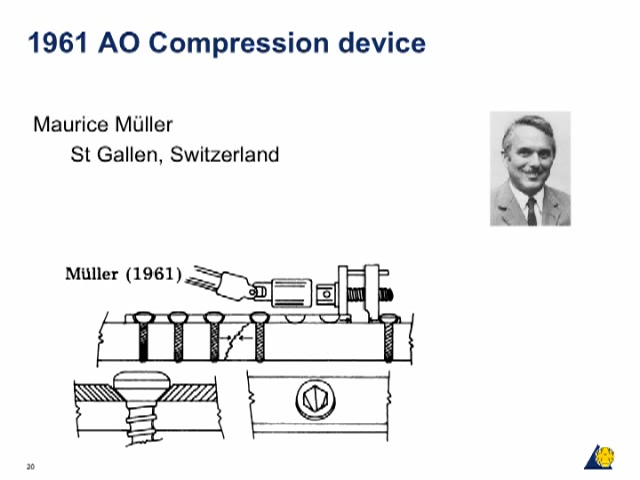 1961 AO Compression device
Maurice Müller
St Gallen, Switzerland
Müller (1961)
20